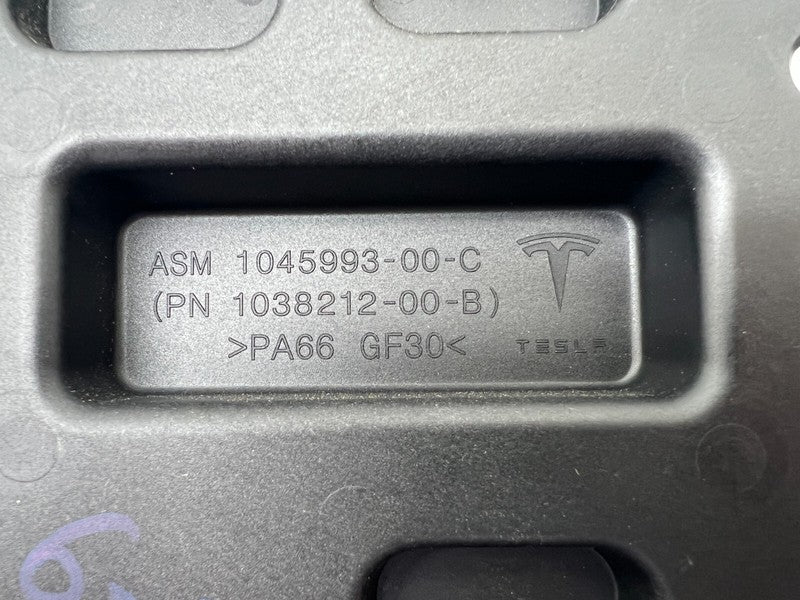 ASM 1045993-00-C
(PN 1038212-00-B)
>PA66 GF30<
TESLA